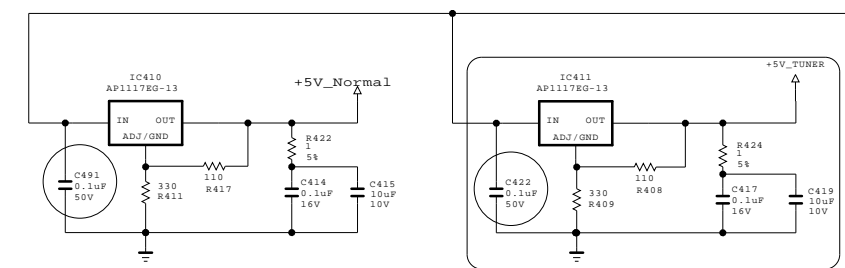 IC410
AP1117EG-13
+5V_Normal
IN OUT
ADJ/GND
R422
1
5%
C491
0.1uF
50V
330
R411
110
R417
C414
0.1uF
16V
C415
10uF
10V
+5V_TUNER
IC411
AP1117EG-13
IN OUT
ADJ/GND
R424
1
5%
C422
0.1uF
50V
330
R409
110
R408
C417
0.1uF
16V
C419
10uF
10V